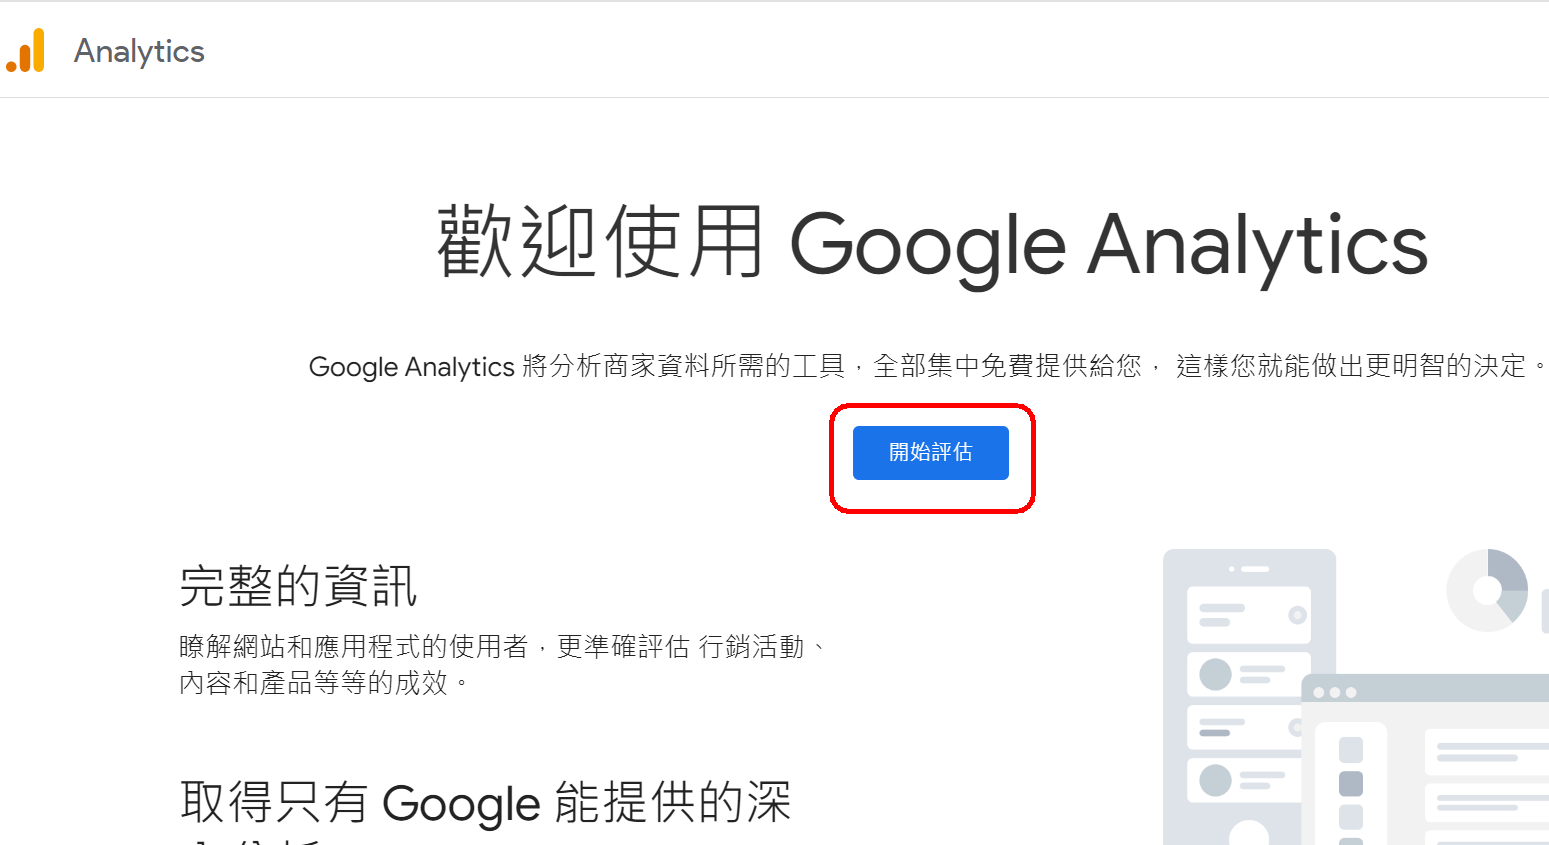 Analytics
歡迎使用 Google Analytics
Google Analytics 將分析商家資料所需的工具，全部集中免費提供給您， 這樣您就能做出更明智的決定。
開始評估
完整的資訊
瞭解網站和應用程式的使用者，更準確評估 行銷活動、
內容和產品等等的成效。
取得只有 Google 能提供的深